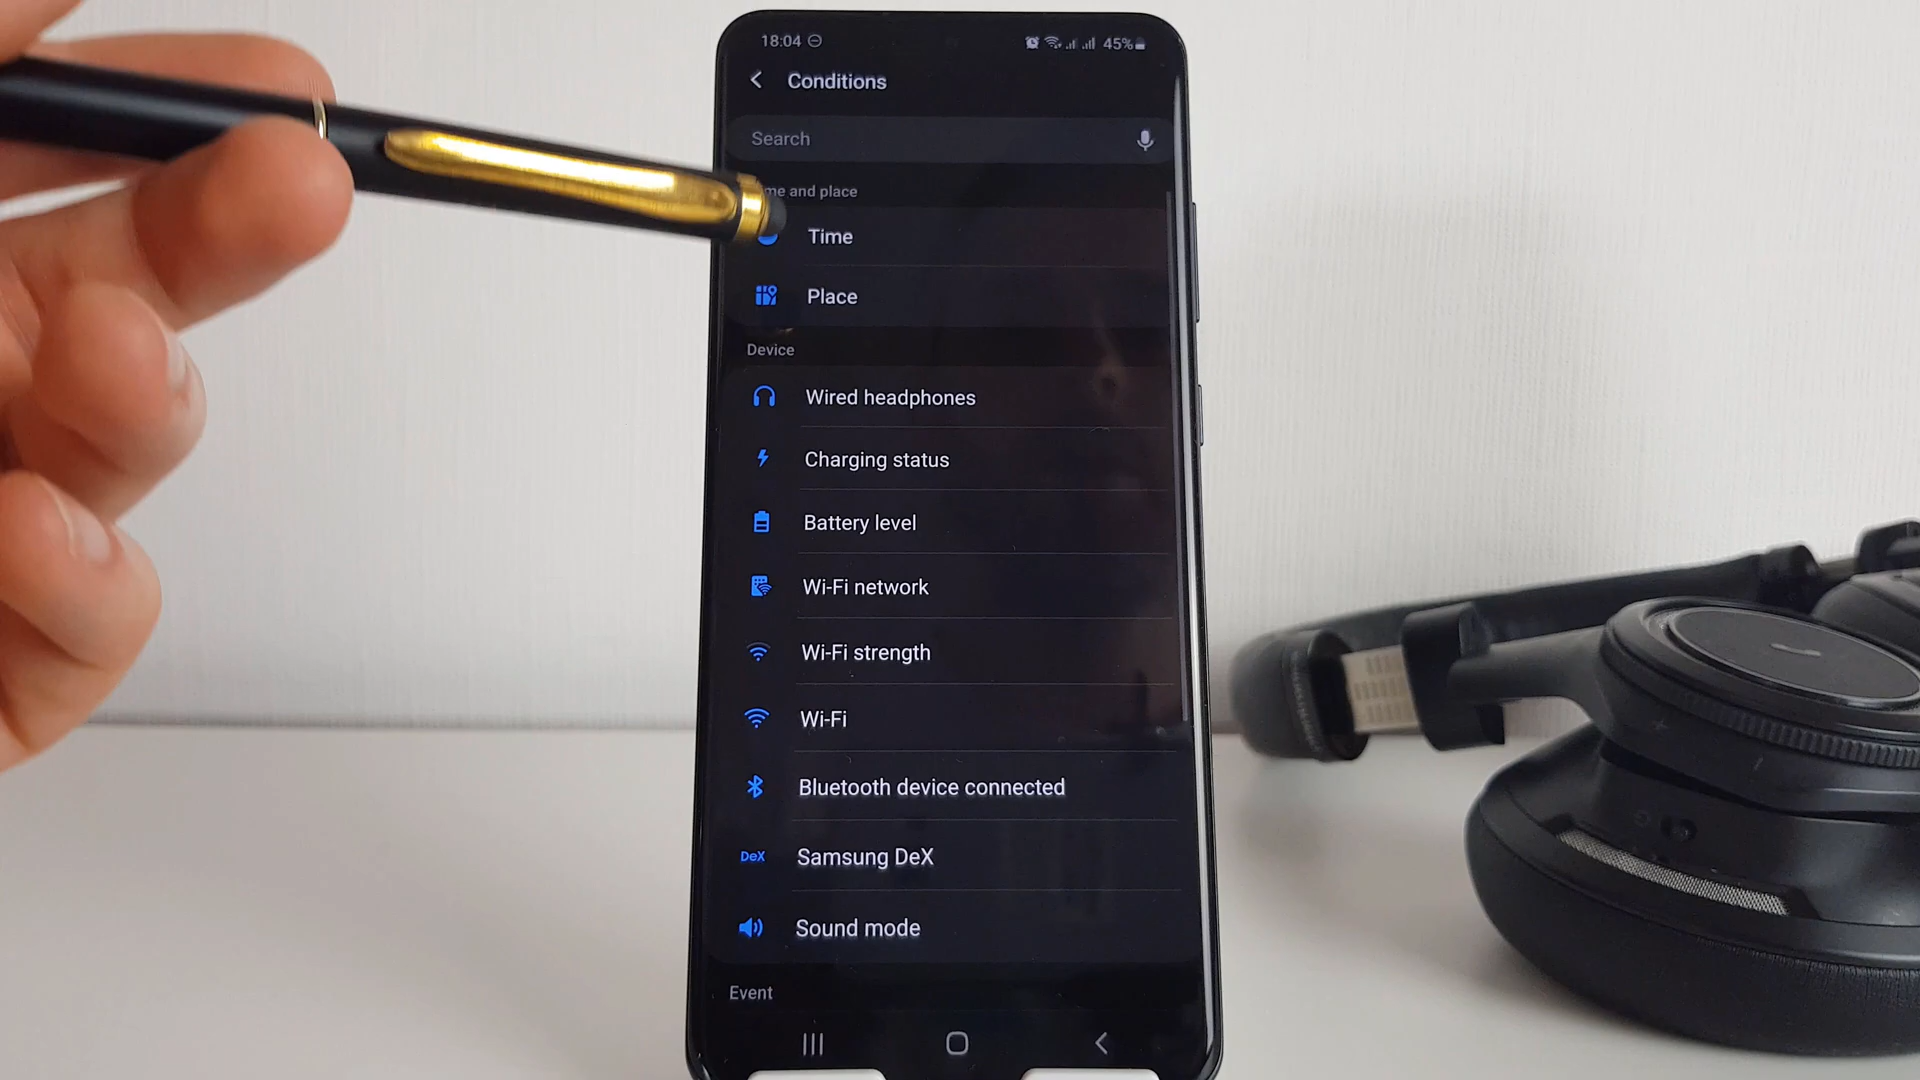 18:04
45%
Conditions
Search
me and place
Time
Place
Device
Wired headphones
Charging status
Battery level
Wi-Fi network
Wi-Fi strength
Wi-Fi
Bluetooth device connected
DeX Samsung DeX
Sound mode
Event